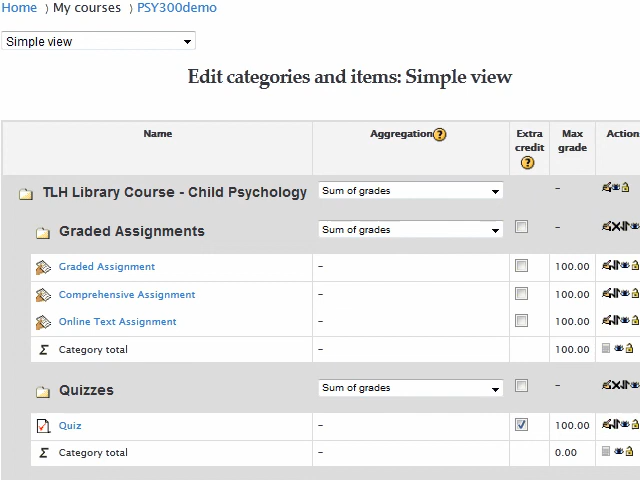 Home 〉 My courses 〉 PSY300demo
Simple view
Edit categories and items: Simple view
Name Aggregation Extra credit Max grade Action
TLH Library Course - Child Psychology Sum of grades –
Graded Assignments Sum of grades –
Graded Assignment – 100.00
Comprehensive Assignment – 100.00
Online Text Assignment – 100.00
Σ Category total – 100.00
Quizzes Sum of grades –
Quiz – 100.00
Σ Category total – 0.00